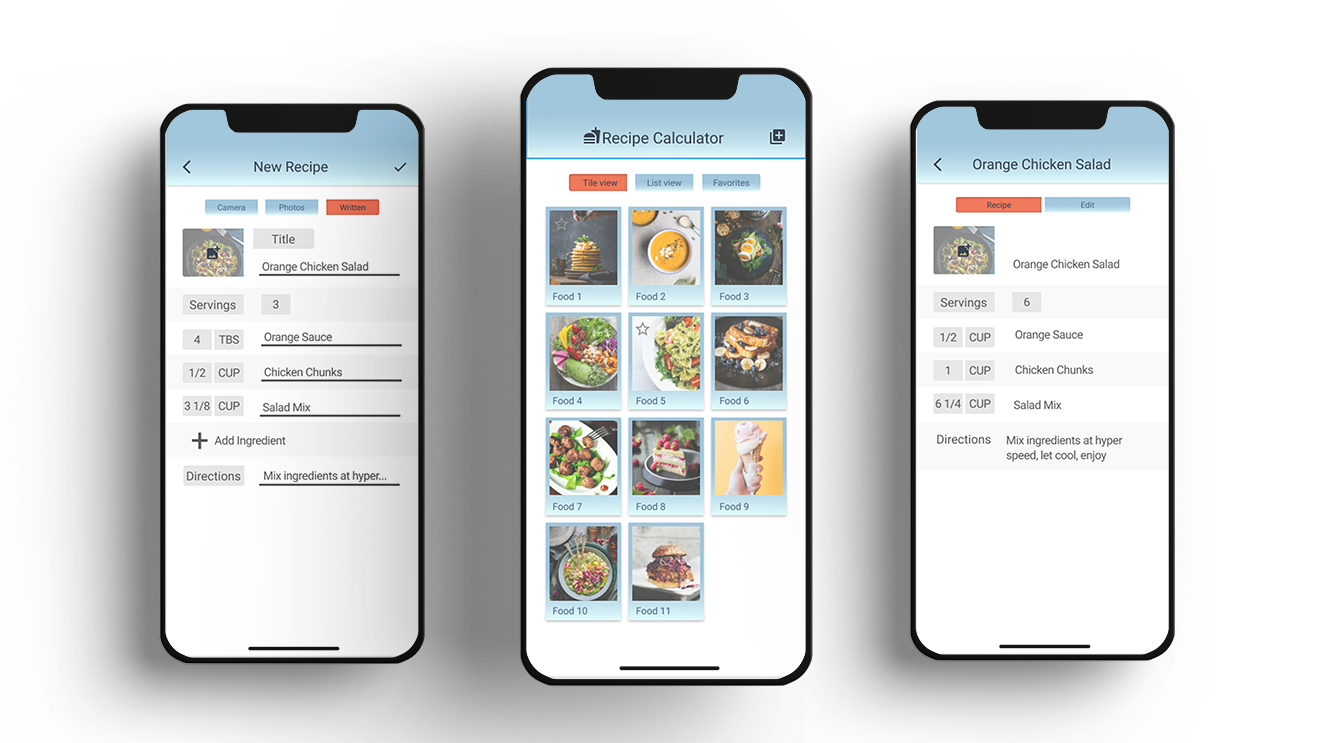 New Recipe
Camera Photos Written
Title
Orange Chicken Salad
Servings 3
4 TBS Orange Sauce
1/2 CUP Chicken Chunks
3 1/8 CUP Salad Mix
Add Ingredient
Directions Mix ingredients at hyper...
Recipe Calculator
Tile view List view Favorites
Food 1 Food 2 Food 3
Food 4 Food 5 Food 6
Food 7 Food 8 Food 9
Food 10 Food 11
Orange Chicken Salad
Recipe Edit
Orange Chicken Salad
Servings 6
1/2 CUP Orange Sauce
1 CUP Chicken Chunks
6 1/4 CUP Salad Mix
Directions Mix ingredients at hyper
speed, let cool, enjoy